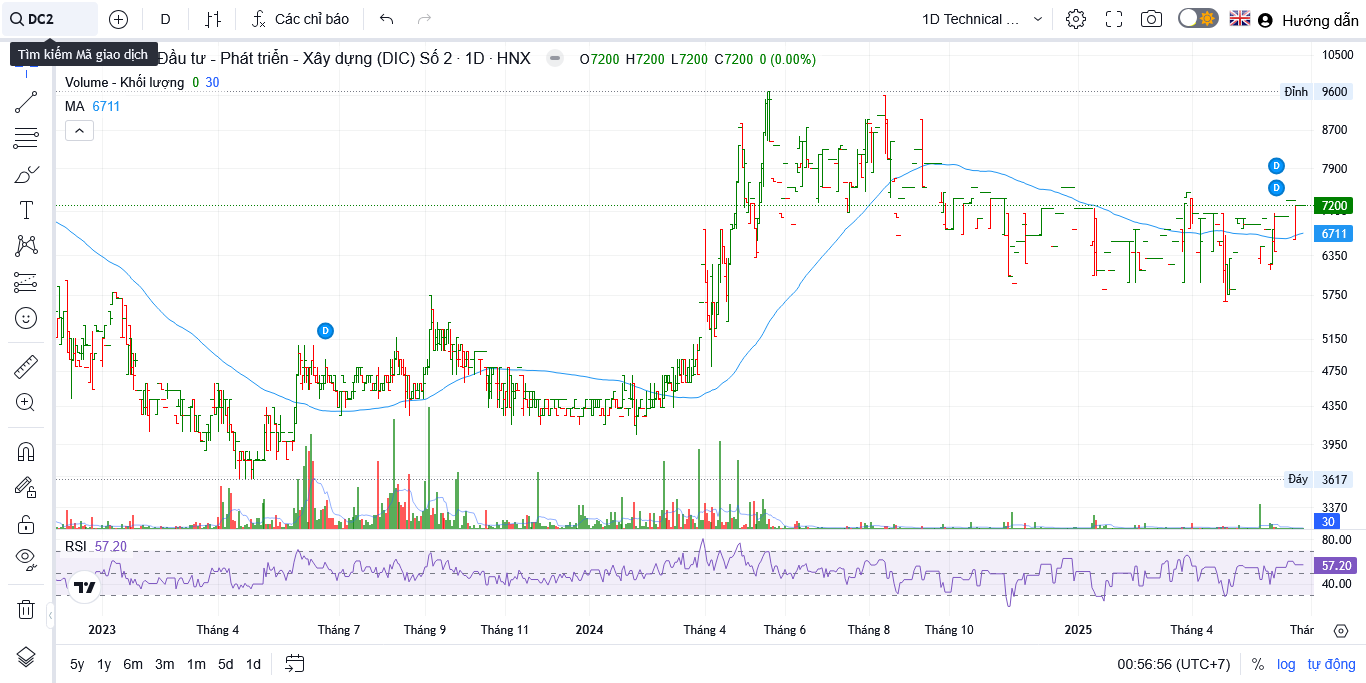 DC2 D Các chỉ báo 1D Technical ... Hướng dẫn
Tìm kiếm Mã giao dịch
Đầu tư - Phát triển - Xây dựng (DIC) Số 2 · 1D · HNX O7200 H7200 L7200 C7200 0 (0.00%)
Volume - Khối lượng 0 30
MA 6711
10500
Đỉnh 9600
8700
7900
D
D
7200
6711
6350
5750
D
5150
4750
4350
3950
Đáy 3617
3370
30
RSI 57.20
80.00
57.20
40.00
2023 Tháng 4 Tháng 7 Tháng 9 Tháng 11 2024 Tháng 4 Tháng 6 Tháng 8 Tháng 10 2025 Tháng 4 Thár
5y 1y 6m 3m 1m 5d 1d 00:56:56 (UTC+7) % log tự động